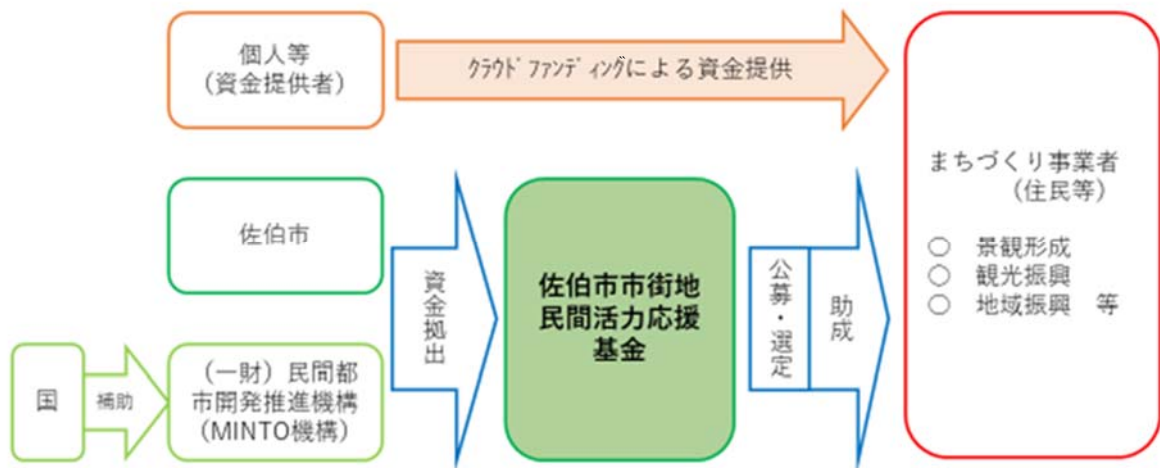 個人等
（資金提供者）
ｸﾗｳﾄﾞﾌｧﾝﾃﾞｨﾝｸﾞによる資金提供
まちづくり事業者
（住民等）
○ 景観形成
○ 観光振興
○ 地域振興 等
佐伯市
資金拠出
佐伯市市街地
民間活力応援
基金
公募・選定
助成
国
補助
（一財）民間都
市開発推進機構
（MINTO機構）